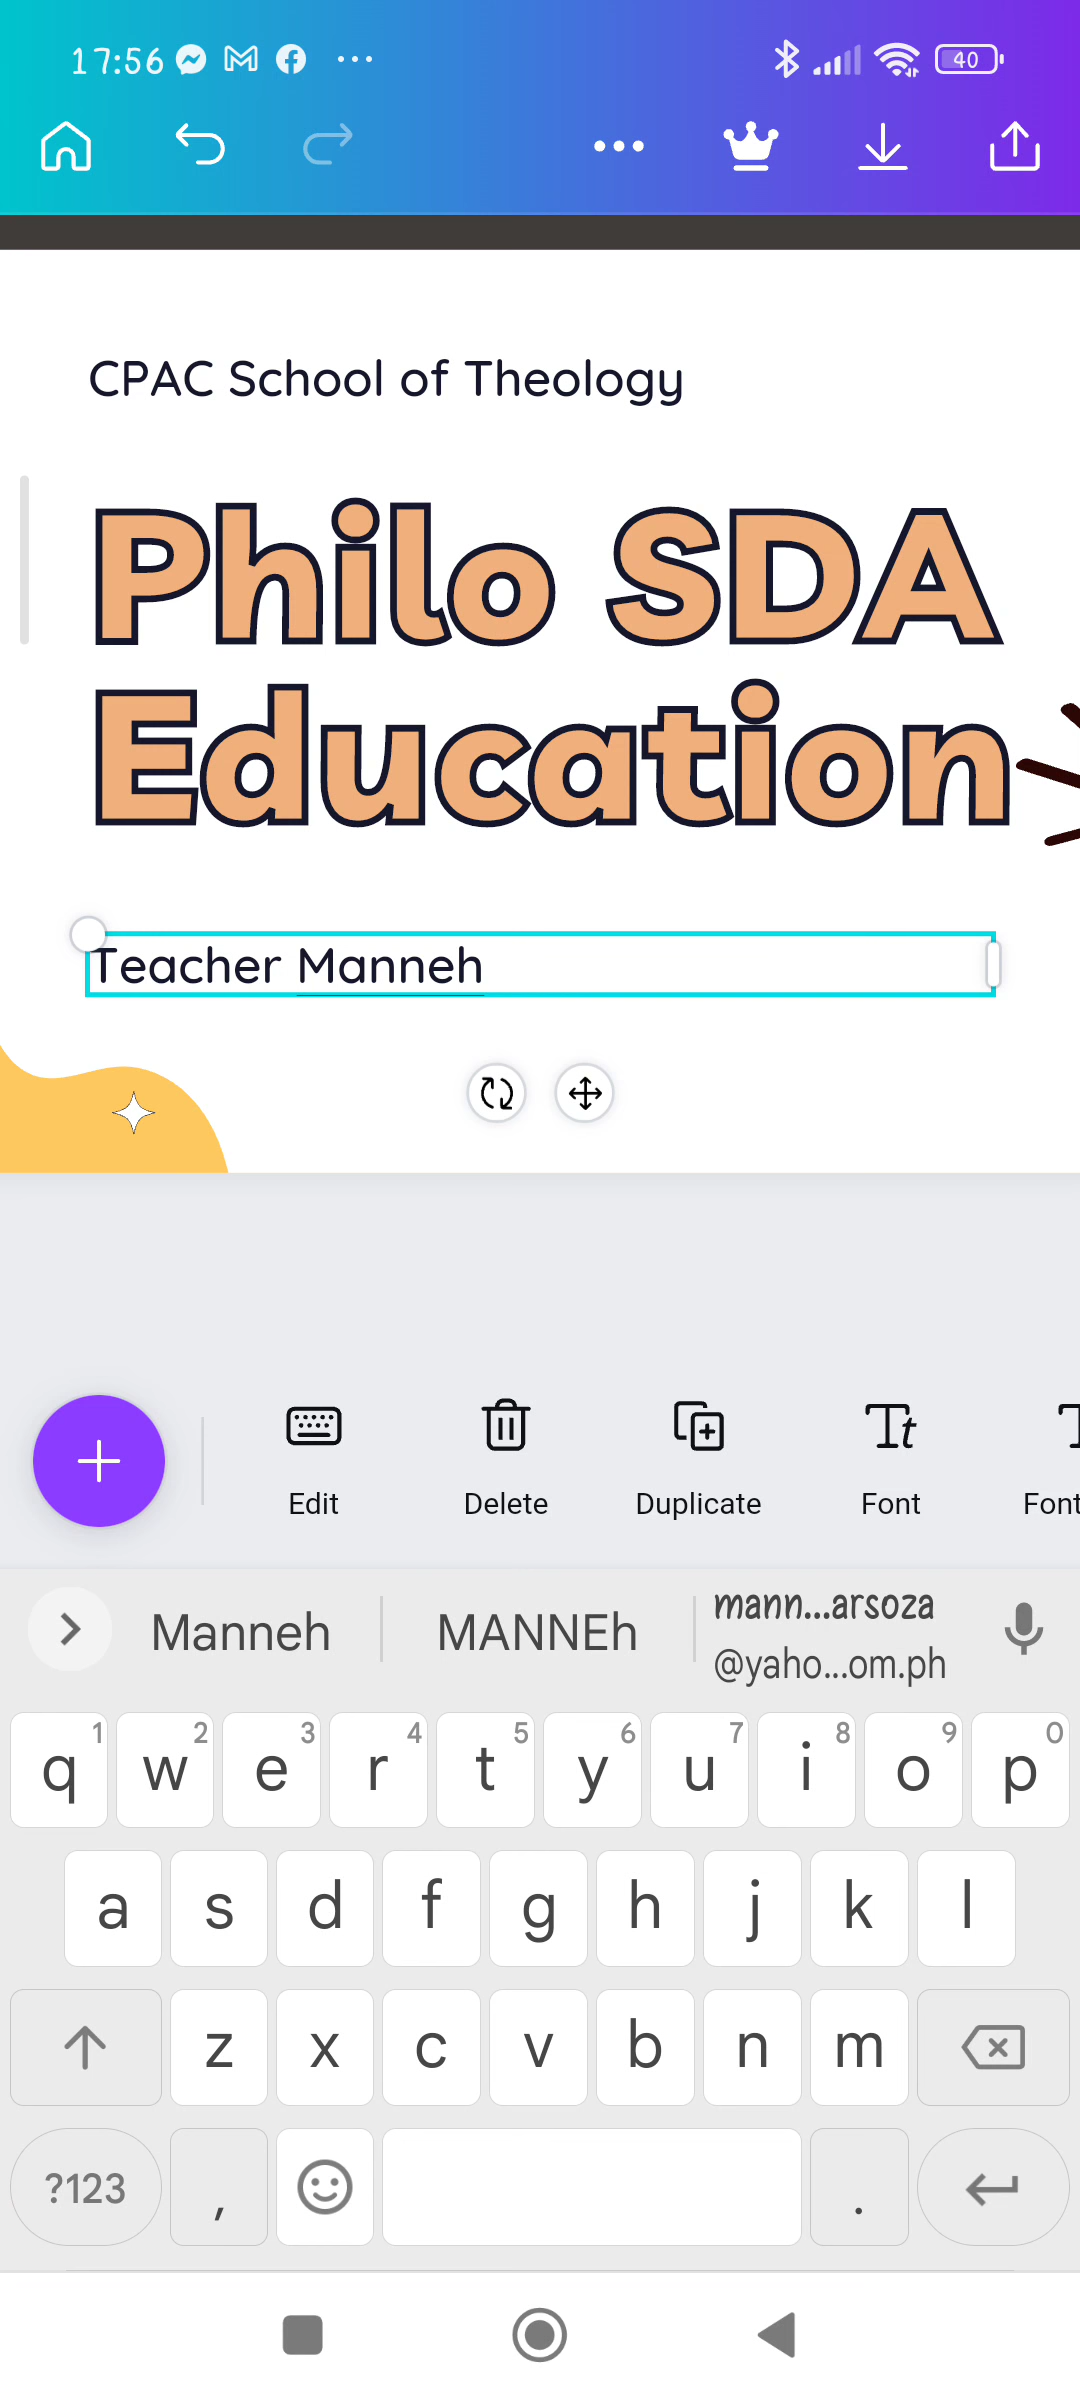 17:56
40
CPAC School of Theology
Philo SDA
Education
Teacher Manneh
Edit Delete Duplicate Font Font
Manneh MANNEh mann...arsoza
@yaho...om.ph
1 2 3 4 5 6 7 8 9 0
q w e r t y u i o p
a s d f g h j k l
z x c v b n m
?123 , .